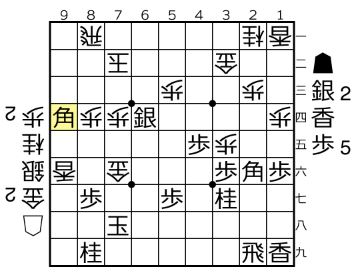 9 8 7 6 5 4 3 2 1
飛 桂 香 一
王 金 二
歩 歩 三
角 歩 歩 銀 歩 四
歩 歩 五
香 金 歩 角 歩 六
歩 歩 桂 七
玉 八
桂 飛 香 九
銀 2
香
歩 5
歩 2
桂
銀
金 2